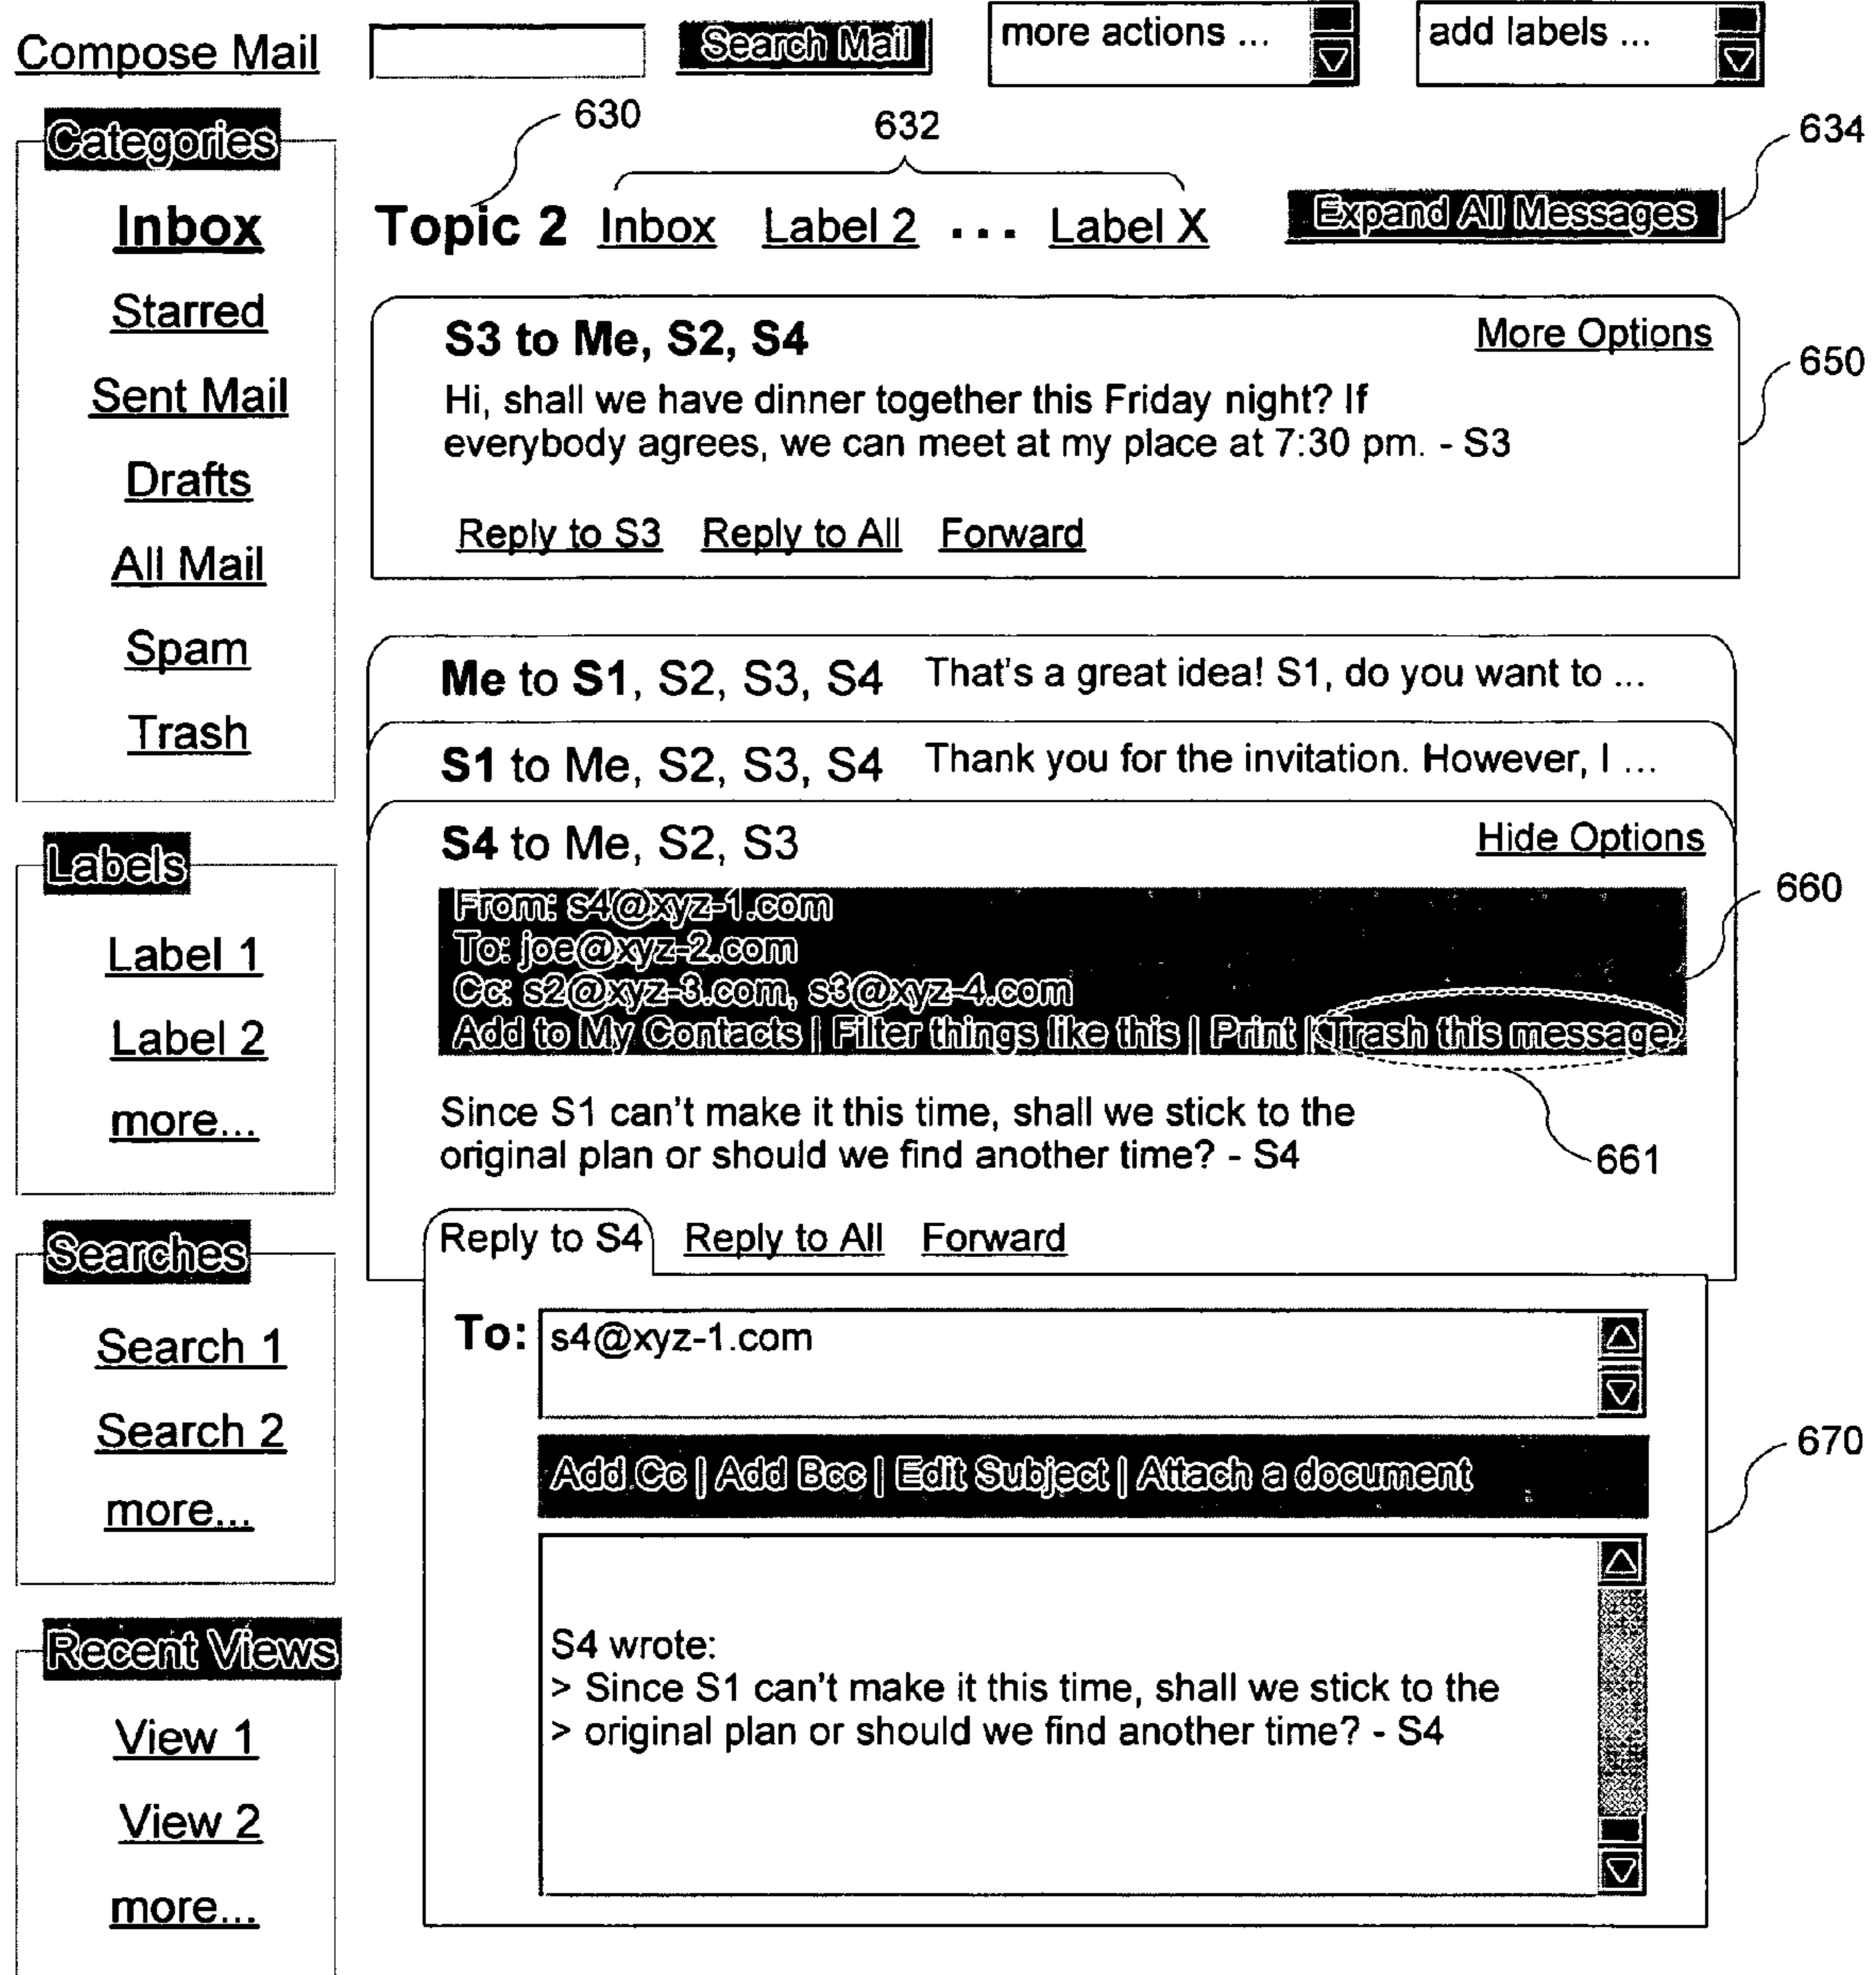 Compose Mail
Search Mail
more actions ...
add labels ...
630
632
634
Categories
Inbox
Starred
Sent Mail
Drafts
All Mail
Spam
Trash
Labels
Label 1
Label 2
more...
Searches
Search 1
Search 2
more...
Recent Views
View 1
View 2
more...
Topic 2 Inbox Label 2 ... Label X Expand All Messages
S3 to Me, S2, S4 More Options
650
Hi, shall we have dinner together this Friday night? If
everybody agrees, we can meet at my place at 7:30 pm. - S3
Reply to S3 Reply to All Forward
Me to S1, S2, S3, S4 That's a great idea! S1, do you want to ...
S1 to Me, S2, S3, S4 Thank you for the invitation. However, I ...
S4 to Me, S2, S3 Hide Options
660
From: s4@xyz-1.com
To: joe@xyz-2.com
Cc: s2@xyz-3.com, s3@xyz-4.com
Add to My Contacts | Filter things like this | Print | Trash this message
661
Since S1 can't make it this time, shall we stick to the
original plan or should we find another time? - S4
Reply to S4 Reply to All Forward
To: s4@xyz-1.com
670
Add Cc | Add Bcc | Edit Subject | Attach a document
S4 wrote:
> Since S1 can't make it this time, shall we stick to the
> original plan or should we find another time? - S4